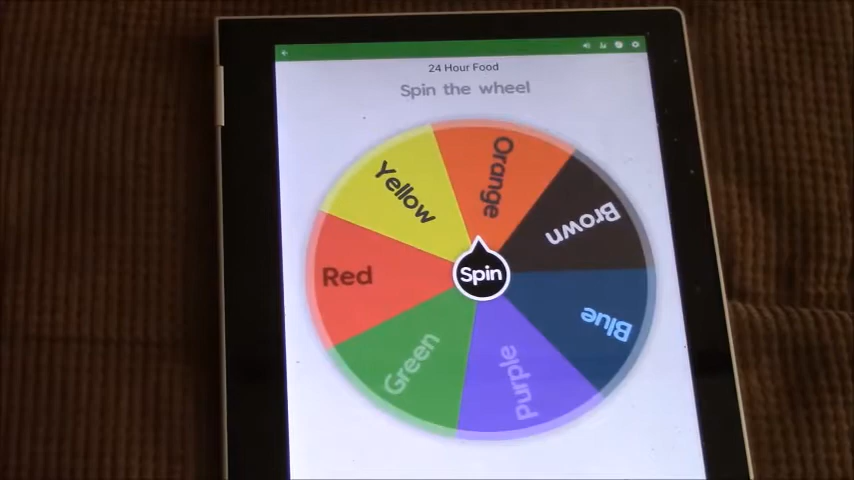 24 Hour Food
Spin the wheel
Orange
Yellow
Brown
Red
Spin
Blue
Green
Purple